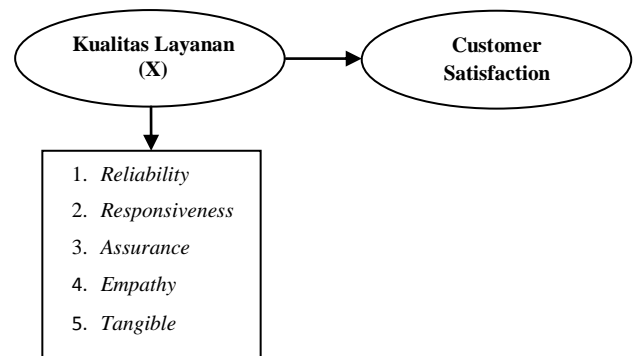 Kualitas Layanan
(X)
Customer
Satisfaction
1. Reliability
2. Responsiveness
3. Assurance
4. Empathy
5. Tangible